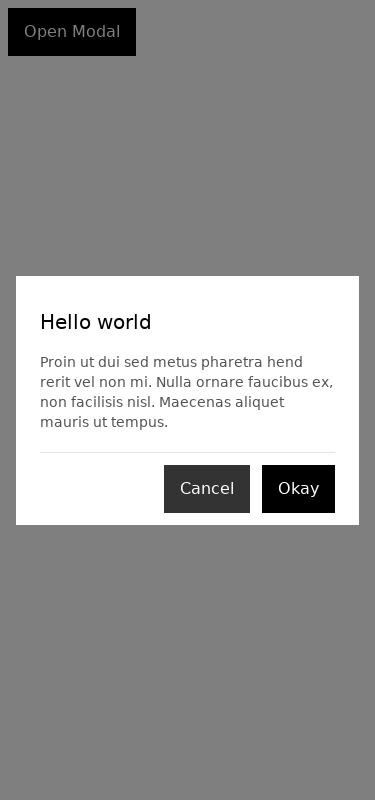 Open Modal
Hello world
Proin ut dui sed metus pharetra hend
rerit vel non mi. Nulla ornare faucibus ex,
non facilisis nisl. Maecenas aliquet
mauris ut tempus.
Cancel
Okay